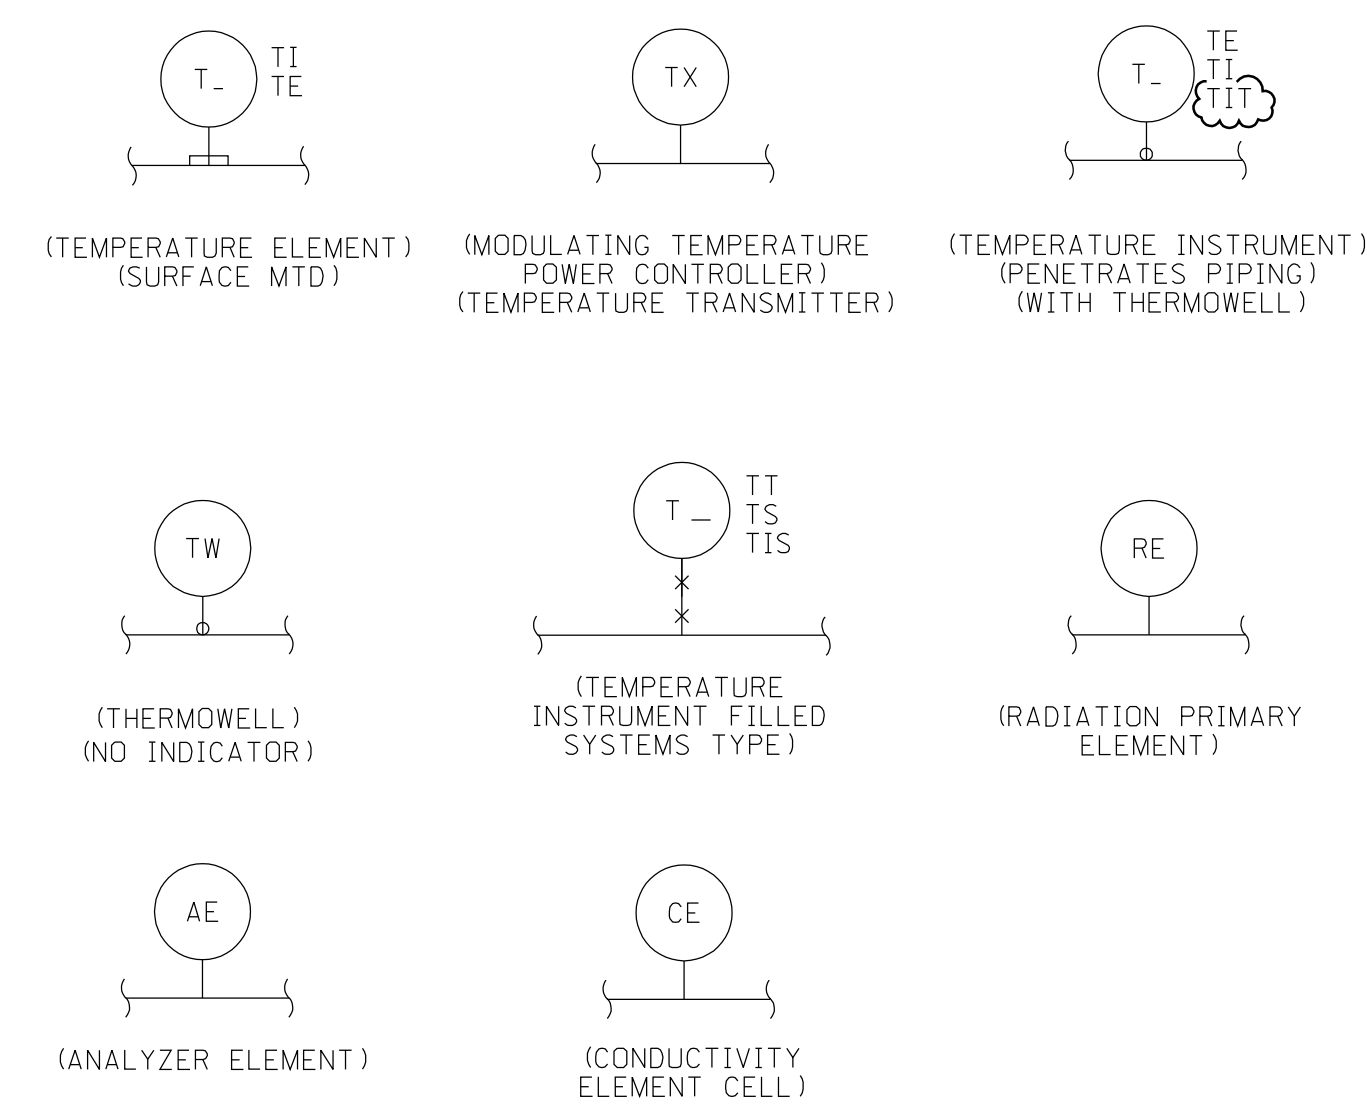 T_
TI
TE
(TEMPERATURE ELEMENT)
(SURFACE MTD)
TX
(MODULATING TEMPERATURE
POWER CONTROLLER)
(TEMPERATURE TRANSMITTER)
T_
TE
TI
TIT
(TEMPERATURE INSTRUMENT)
(PENETRATES PIPING)
(WITH THERMOWELL)
TW
(THERMOWELL)
(NO INDICATOR)
T _
TT
TS
TIS
(TEMPERATURE
INSTRUMENT FILLED
SYSTEMS TYPE)
RE
(RADIATION PRIMARY
ELEMENT)
AE
(ANALYZER ELEMENT)
CE
(CONDUCTIVITY
ELEMENT CELL)